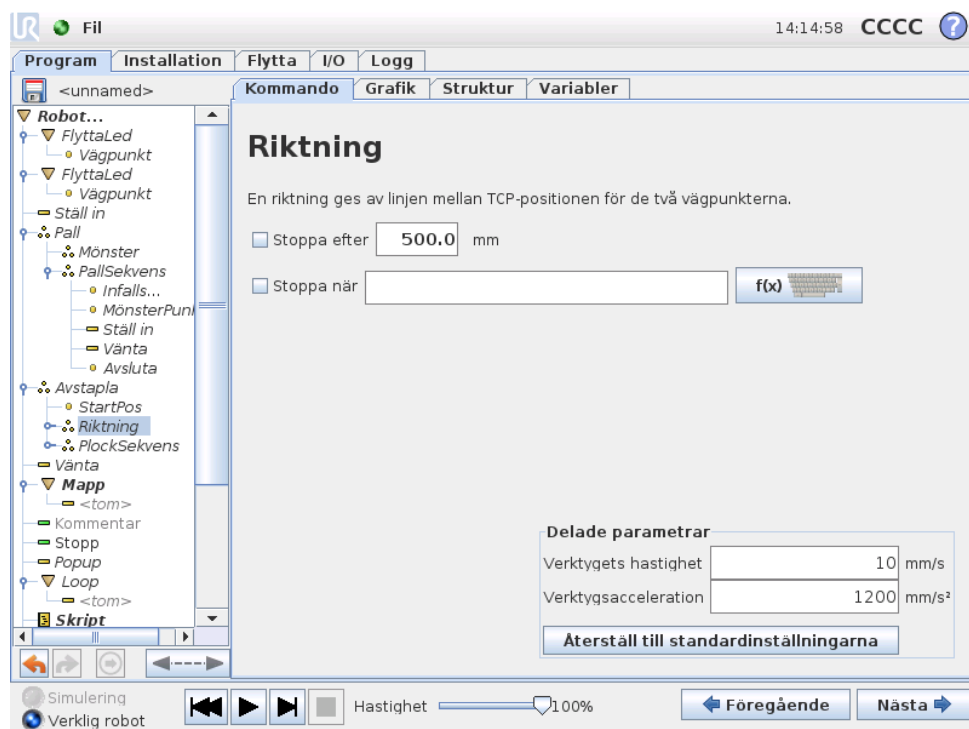 UR Fil 14:14:58 CCCC ?
Program Installation Flytta I/O Logg
<unnamed>
Kommando Grafik Struktur Variabler
Robot...
FlyttaLed
Vägpunkt
FlyttaLed
Vägpunkt
Ställ in
Pall
Mönster
PallSekvens
Infalls...
MönsterPunl
Ställ in
Vänta
Avsluta
Avstapla
StartPos
Riktning
PlockSekvens
Vänta
Mapp
<tom>
Kommentar
Stopp
Popup
Loop
<tom>
Skript
Riktning
En riktning ges av linjen mellan TCP-positionen för de två vägpunkterna.
Stoppa efter 500.0 mm
Stoppa när f(x)
Delade parametrar
Verktygets hastighet 10 mm/s
Verktygsacceleration 1200 mm/s²
Återställ till standardinställningarna
Simulering
Verklig robot
Hastighet 100%
Föregående Nästa